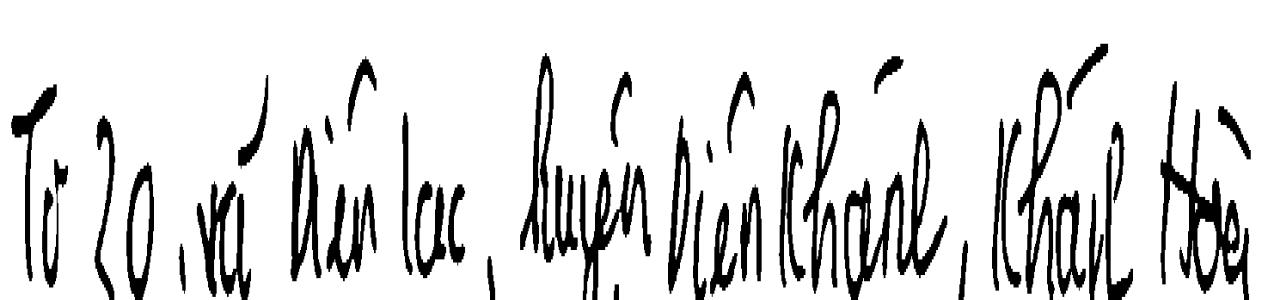 Tổ 20, xã Diên Lạc, huyện Diên Khánh, Khánh Hòa